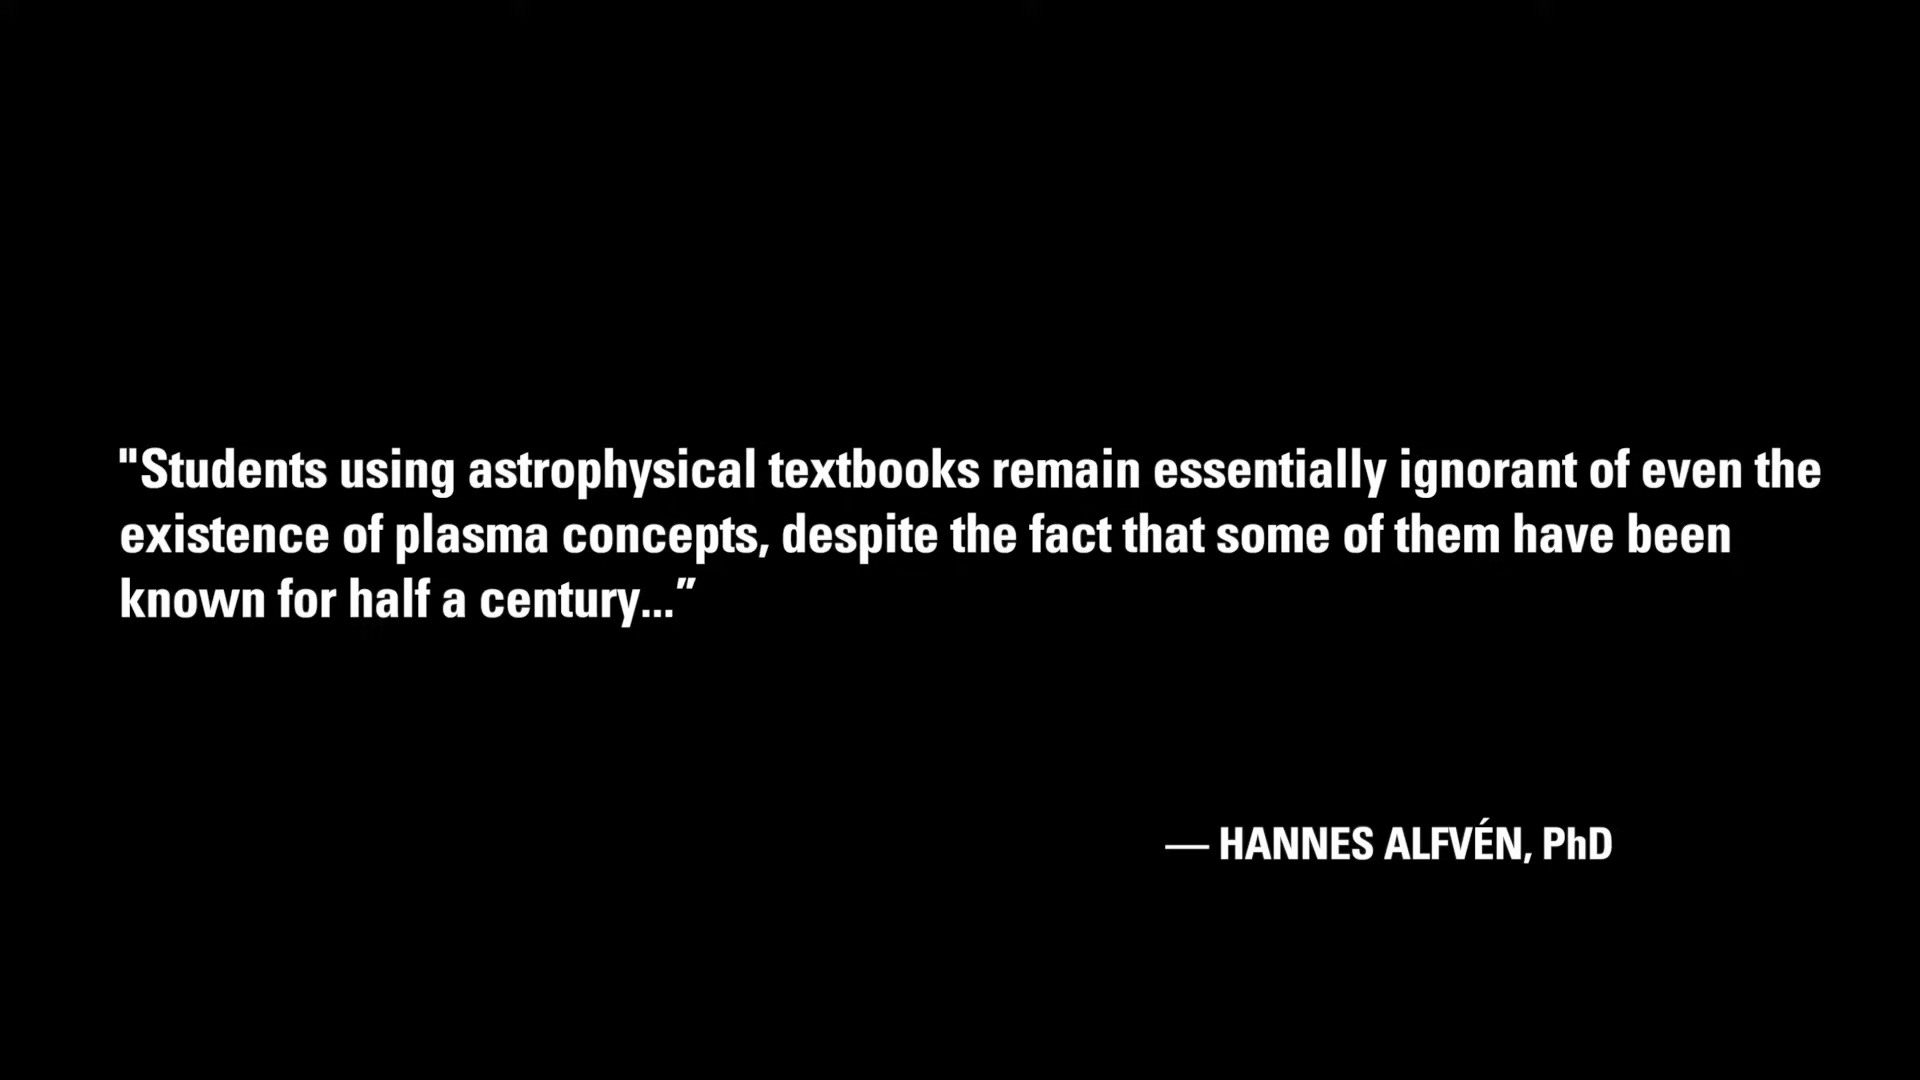 "Students using astrophysical textbooks remain essentially ignorant of even the
existence of plasma concepts, despite the fact that some of them have been
known for half a century...”
— HANNES ALFVÉN, PhD